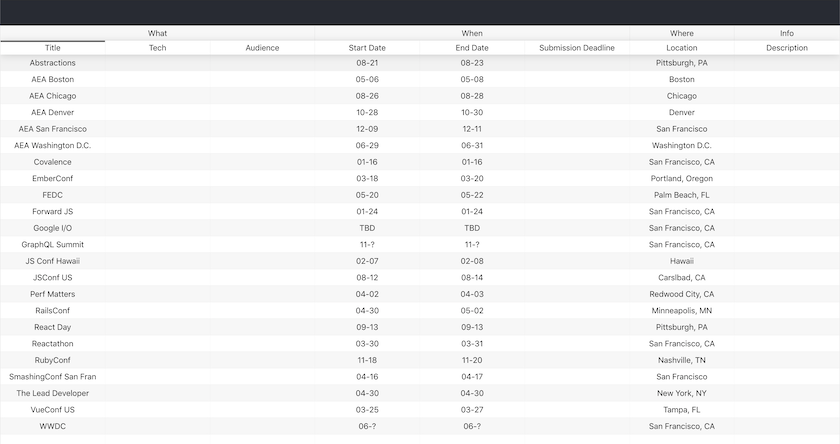 What When Where Info
Title Tech Audience Start Date End Date Submission Deadline Location Description
Abstractions 08-21 08-23 Pittsburgh, PA
AEA Boston 05-06 05-08 Boston
AEA Chicago 08-26 08-28 Chicago
AEA Denver 10-28 10-30 Denver
AEA San Francisco 12-09 12-11 San Francisco
AEA Washington D.C. 06-29 06-31 Washington D.C.
Covalence 01-16 01-16 San Francisco, CA
EmberConf 03-18 03-20 Portland, Oregon
FEDC 05-20 05-22 Palm Beach, FL
Forward JS 01-24 01-24 San Francisco, CA
Google I/O TBD TBD San Francisco, CA
GraphQL Summit 11-? 11-? San Francisco, CA
JS Conf Hawaii 02-07 02-08 Hawaii
JSConf US 08-12 08-14 Carslbad, CA
Perf Matters 04-02 04-03 Redwood City, CA
RailsConf 04-30 05-02 Minneapolis, MN
React Day 09-13 09-13 Pittsburgh, PA
Reactathon 03-30 03-31 San Francisco, CA
RubyConf 11-18 11-20 Nashville, TN
SmashingConf San Fran 04-16 04-17 San Francisco
The Lead Developer 04-30 04-30 New York, NY
VueConf US 03-25 03-27 Tampa, FL
WWDC 06-? 06-? San Francisco, CA